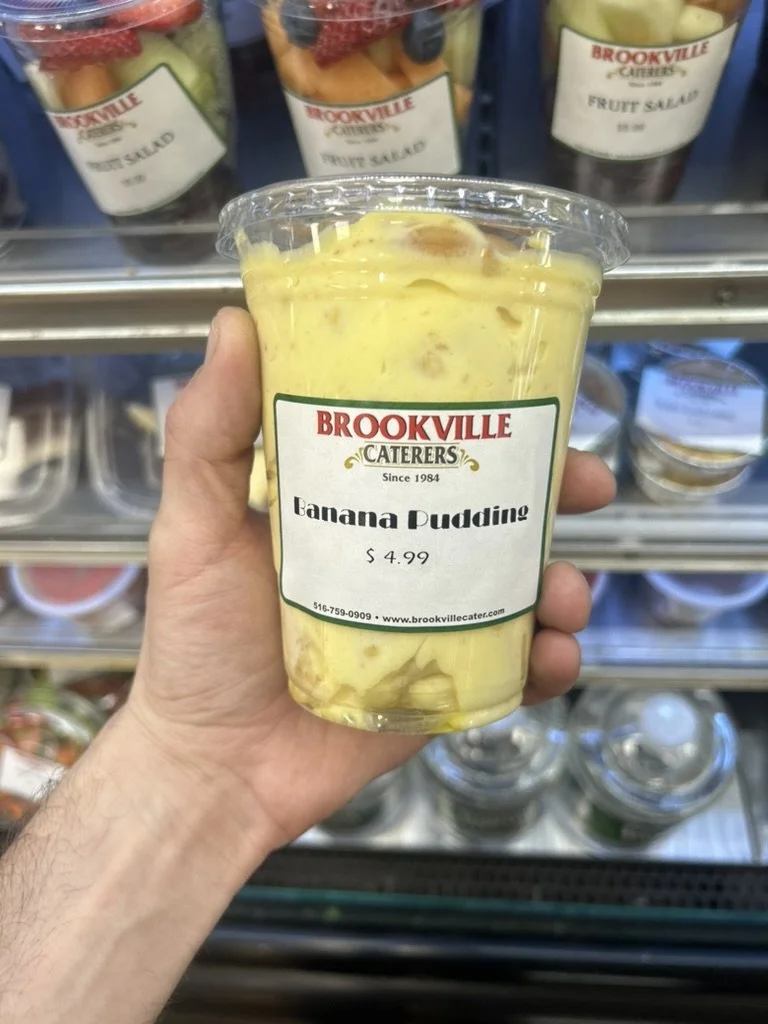 BROOKVILLE
CATERERS
FRUIT SALAD
BROOKVILLE
CATERERS
FRUIT SALAD
BROOKVILLE
CATERERS
FRUIT SALAD
BROOKVILLE
CATERERS
Since 1984
Banana Pudding
$ 4.99
516-759-0909 • www.brookvillecater.com